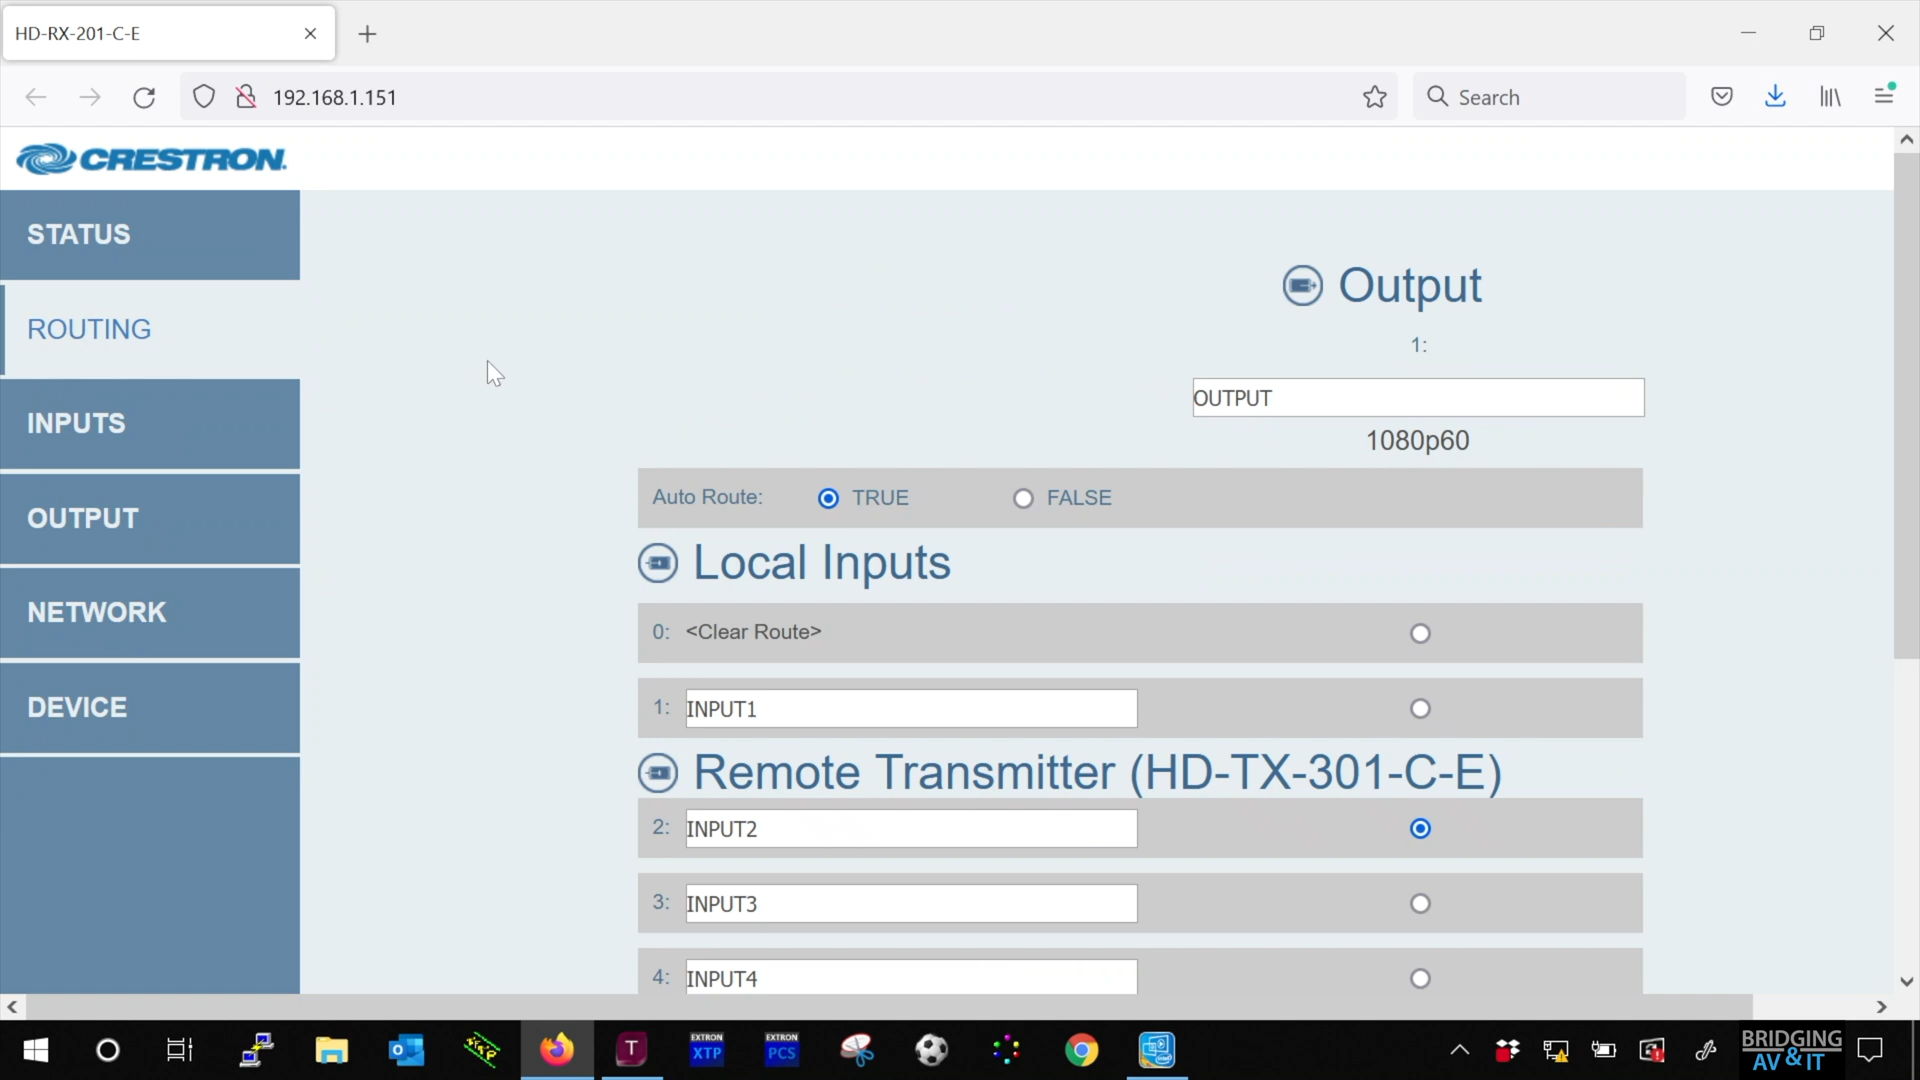 HD-RX-201-C-E
192.168.1.151
Search
CRESTRON
STATUS
ROUTING
INPUTS
OUTPUT
NETWORK
DEVICE
Output
1:
OUTPUT
1080p60
Auto Route: TRUE FALSE
Local Inputs
0: <Clear Route>
1: INPUT1
Remote Transmitter (HD-TX-301-C-E)
2: INPUT2
3: INPUT3
4: INPUT4
T
EXTRON
XTP
EXTRON
PCS
BRIDGING
AV&IT